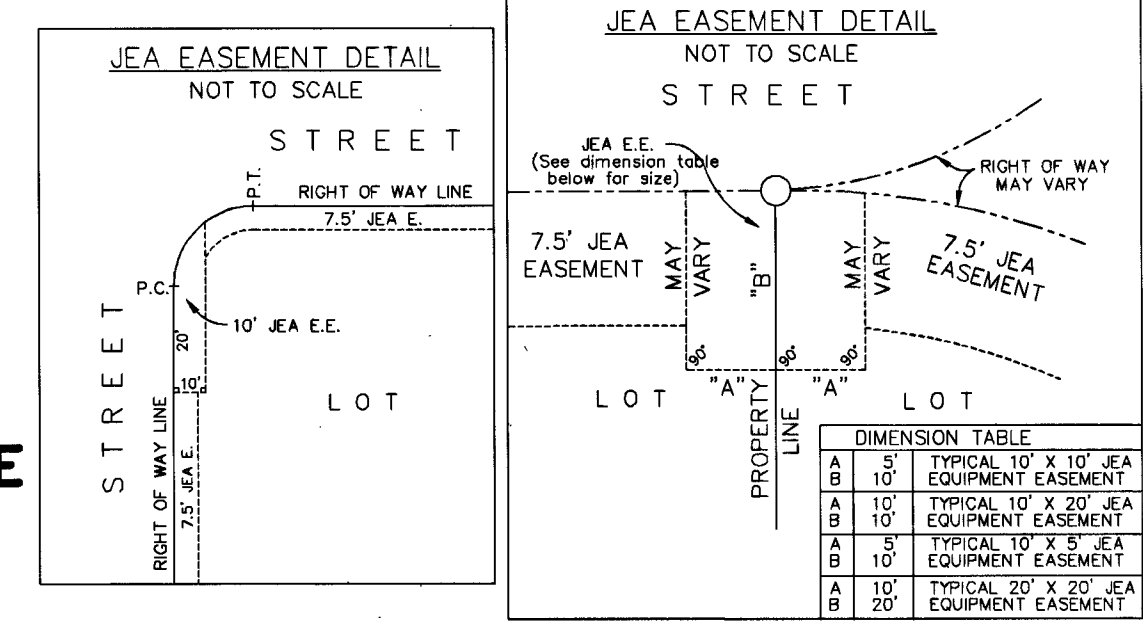 JEA EASEMENT DETAIL
NOT TO SCALE
STREET
P.T.
RIGHT OF WAY LINE
7.5' JEA E.
P.C.
10' JEA E.E.
20'
10'
STREET
LOT
RIGHT OF WAY LINE
7.5' JEA E.
E
JEA EASEMENT DETAIL
NOT TO SCALE
STREET
JEA E.E.
(See dimension table
below for size)
RIGHT OF WAY
MAY VARY
7.5' JEA
EASEMENT
MAY
VARY
"B"
MAY
VARY
7.5' JEA
EASEMENT
90°
90°
90°
"A"
"A"
LOT
LOT
PROPERTY
LINE
DIMENSION TABLE
A 5' TYPICAL 10' X 10' JEA
B 10' EQUIPMENT EASEMENT
A 10' TYPICAL 10' X 20' JEA
B 10' EQUIPMENT EASEMENT
A 5' TYPICAL 10' X 5' JEA
B 10' EQUIPMENT EASEMENT
A 10' TYPICAL 20' X 20' JEA
B 20' EQUIPMENT EASEMENT